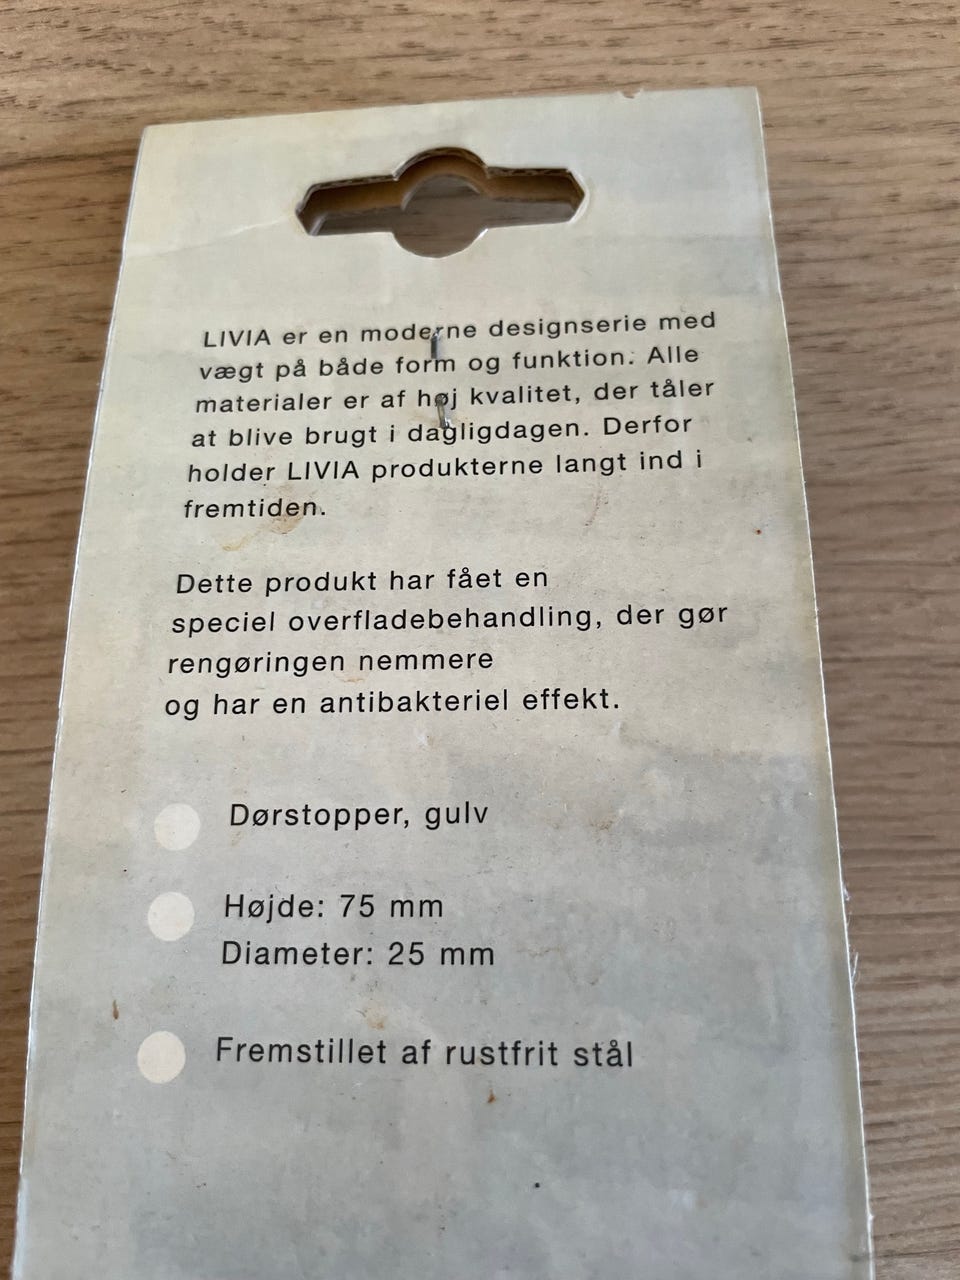 LIVIA er en moderne designserie med
vægt på både form og funktion. Alle
materialer er af høj kvalitet, der tåler
at blive brugt i dagligdagen. Derfor
holder LIVIA produkterne langt ind i
fremtiden.
Dette produkt har fået en
speciel overfladebehandling, der gør
rengøringen nemmere
og har en antibakteriel effekt.
Dørstopper, gulv
Højde: 75 mm
Diameter: 25 mm
Fremstillet af rustfrit stål